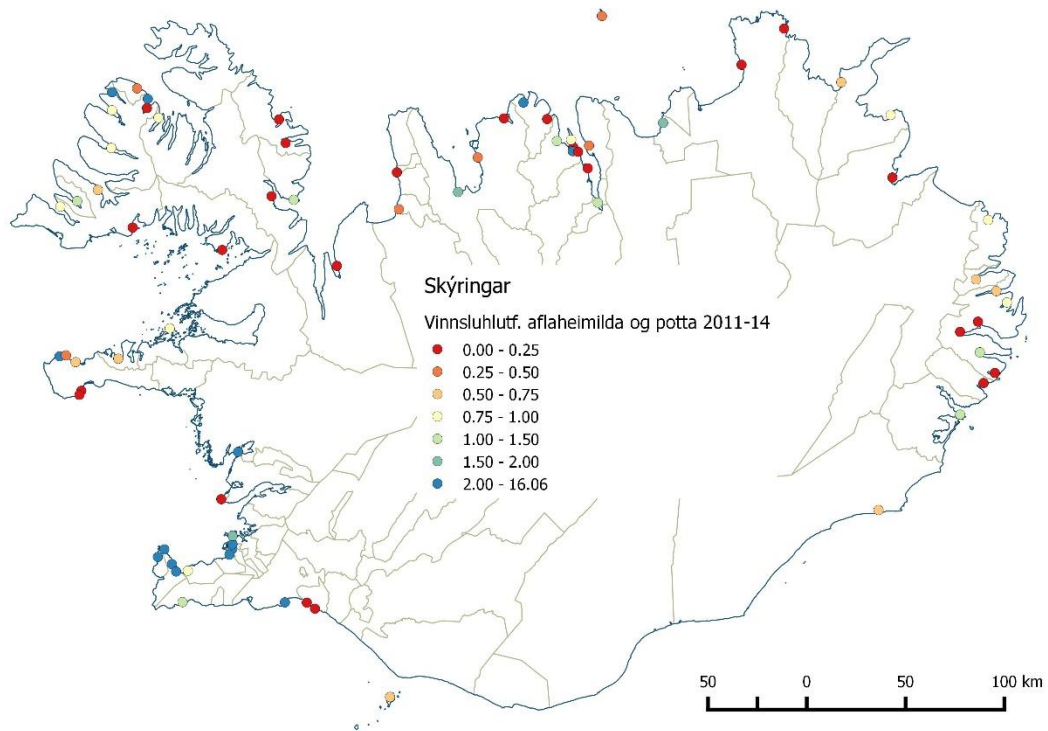 Skýringar
Vinnsluhlutf. aflaheimilda og potta 2011-14
0.00 - 0.25
0.25 - 0.50
0.50 - 0.75
0.75 - 1.00
1.00 - 1.50
1.50 - 2.00
2.00 - 16.06
50 0 50 100 km